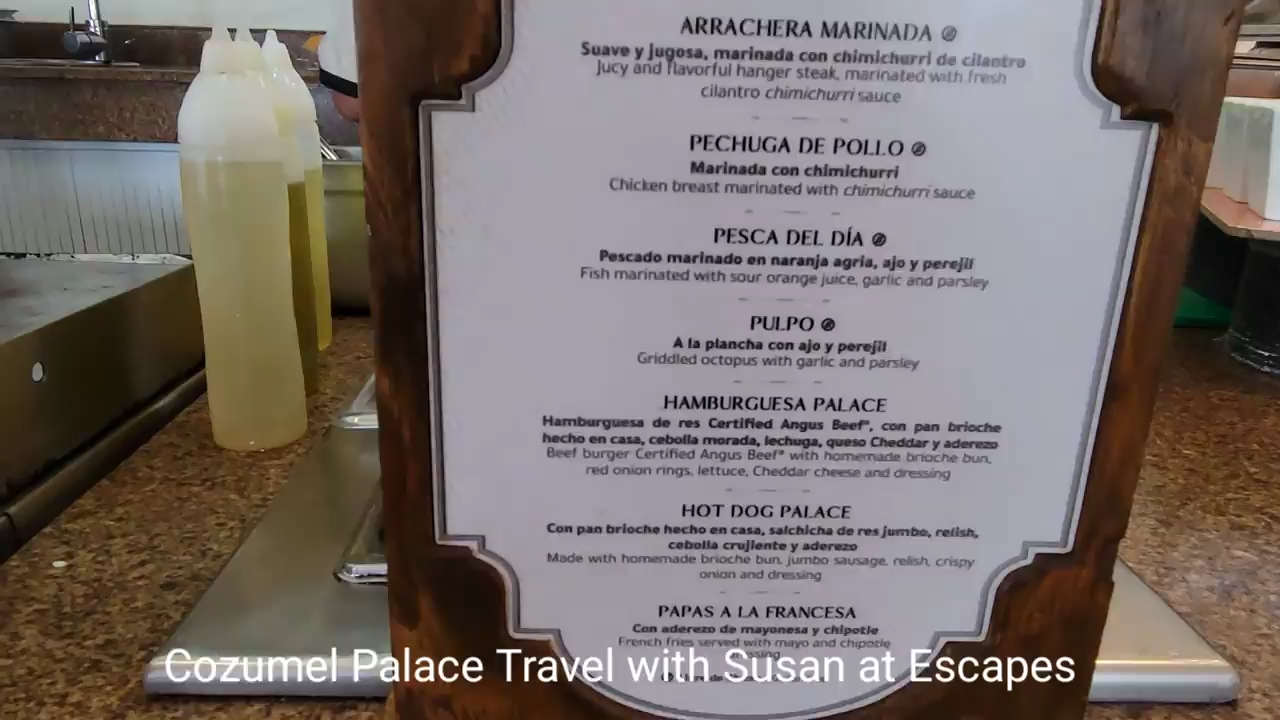 ARRACHERA MARINADA
Suave y jugosa, marinada con chimichurri de cilantro
Jucy and flavorful hanger steak, marinated with fresh
cilantro chimichurri sauce
PECHUGA DE POLLO
Marinada con chimichurri
Chicken breast marinated with chimichurri sauce
PESCA DEL DÍA
Pescado marinado en naranja agria, ajo y perejil
Fish marinated with sour orange juice, garlic and parsley
PULPO
A la plancha con ajo y perejil
Griddled octopus with garlic and parsley
HAMBURGUESA PALACE
Hamburguesa de res Certified Angus Beef®, con pan brioche
hecho en casa, cebolla morada, lechuga, queso Cheddar y aderezo
Beef burger Certified Angus Beef® with homemade brioche bun,
red onion rings, lettuce, Cheddar cheese and dressing
HOT DOG PALACE
Con pan brioche hecho en casa, salchicha de res jumbo, relish,
cebolla crujiente y aderezo
Made with homemade brioche bun, jumbo sausage, relish, crispy
onion and dressing
PAPAS A LA FRANCESA
Con aderezo de mayonesa y chipotle
French fries served with mayo and chipotle
Cozumel Palace Travel with Susan at Escapes